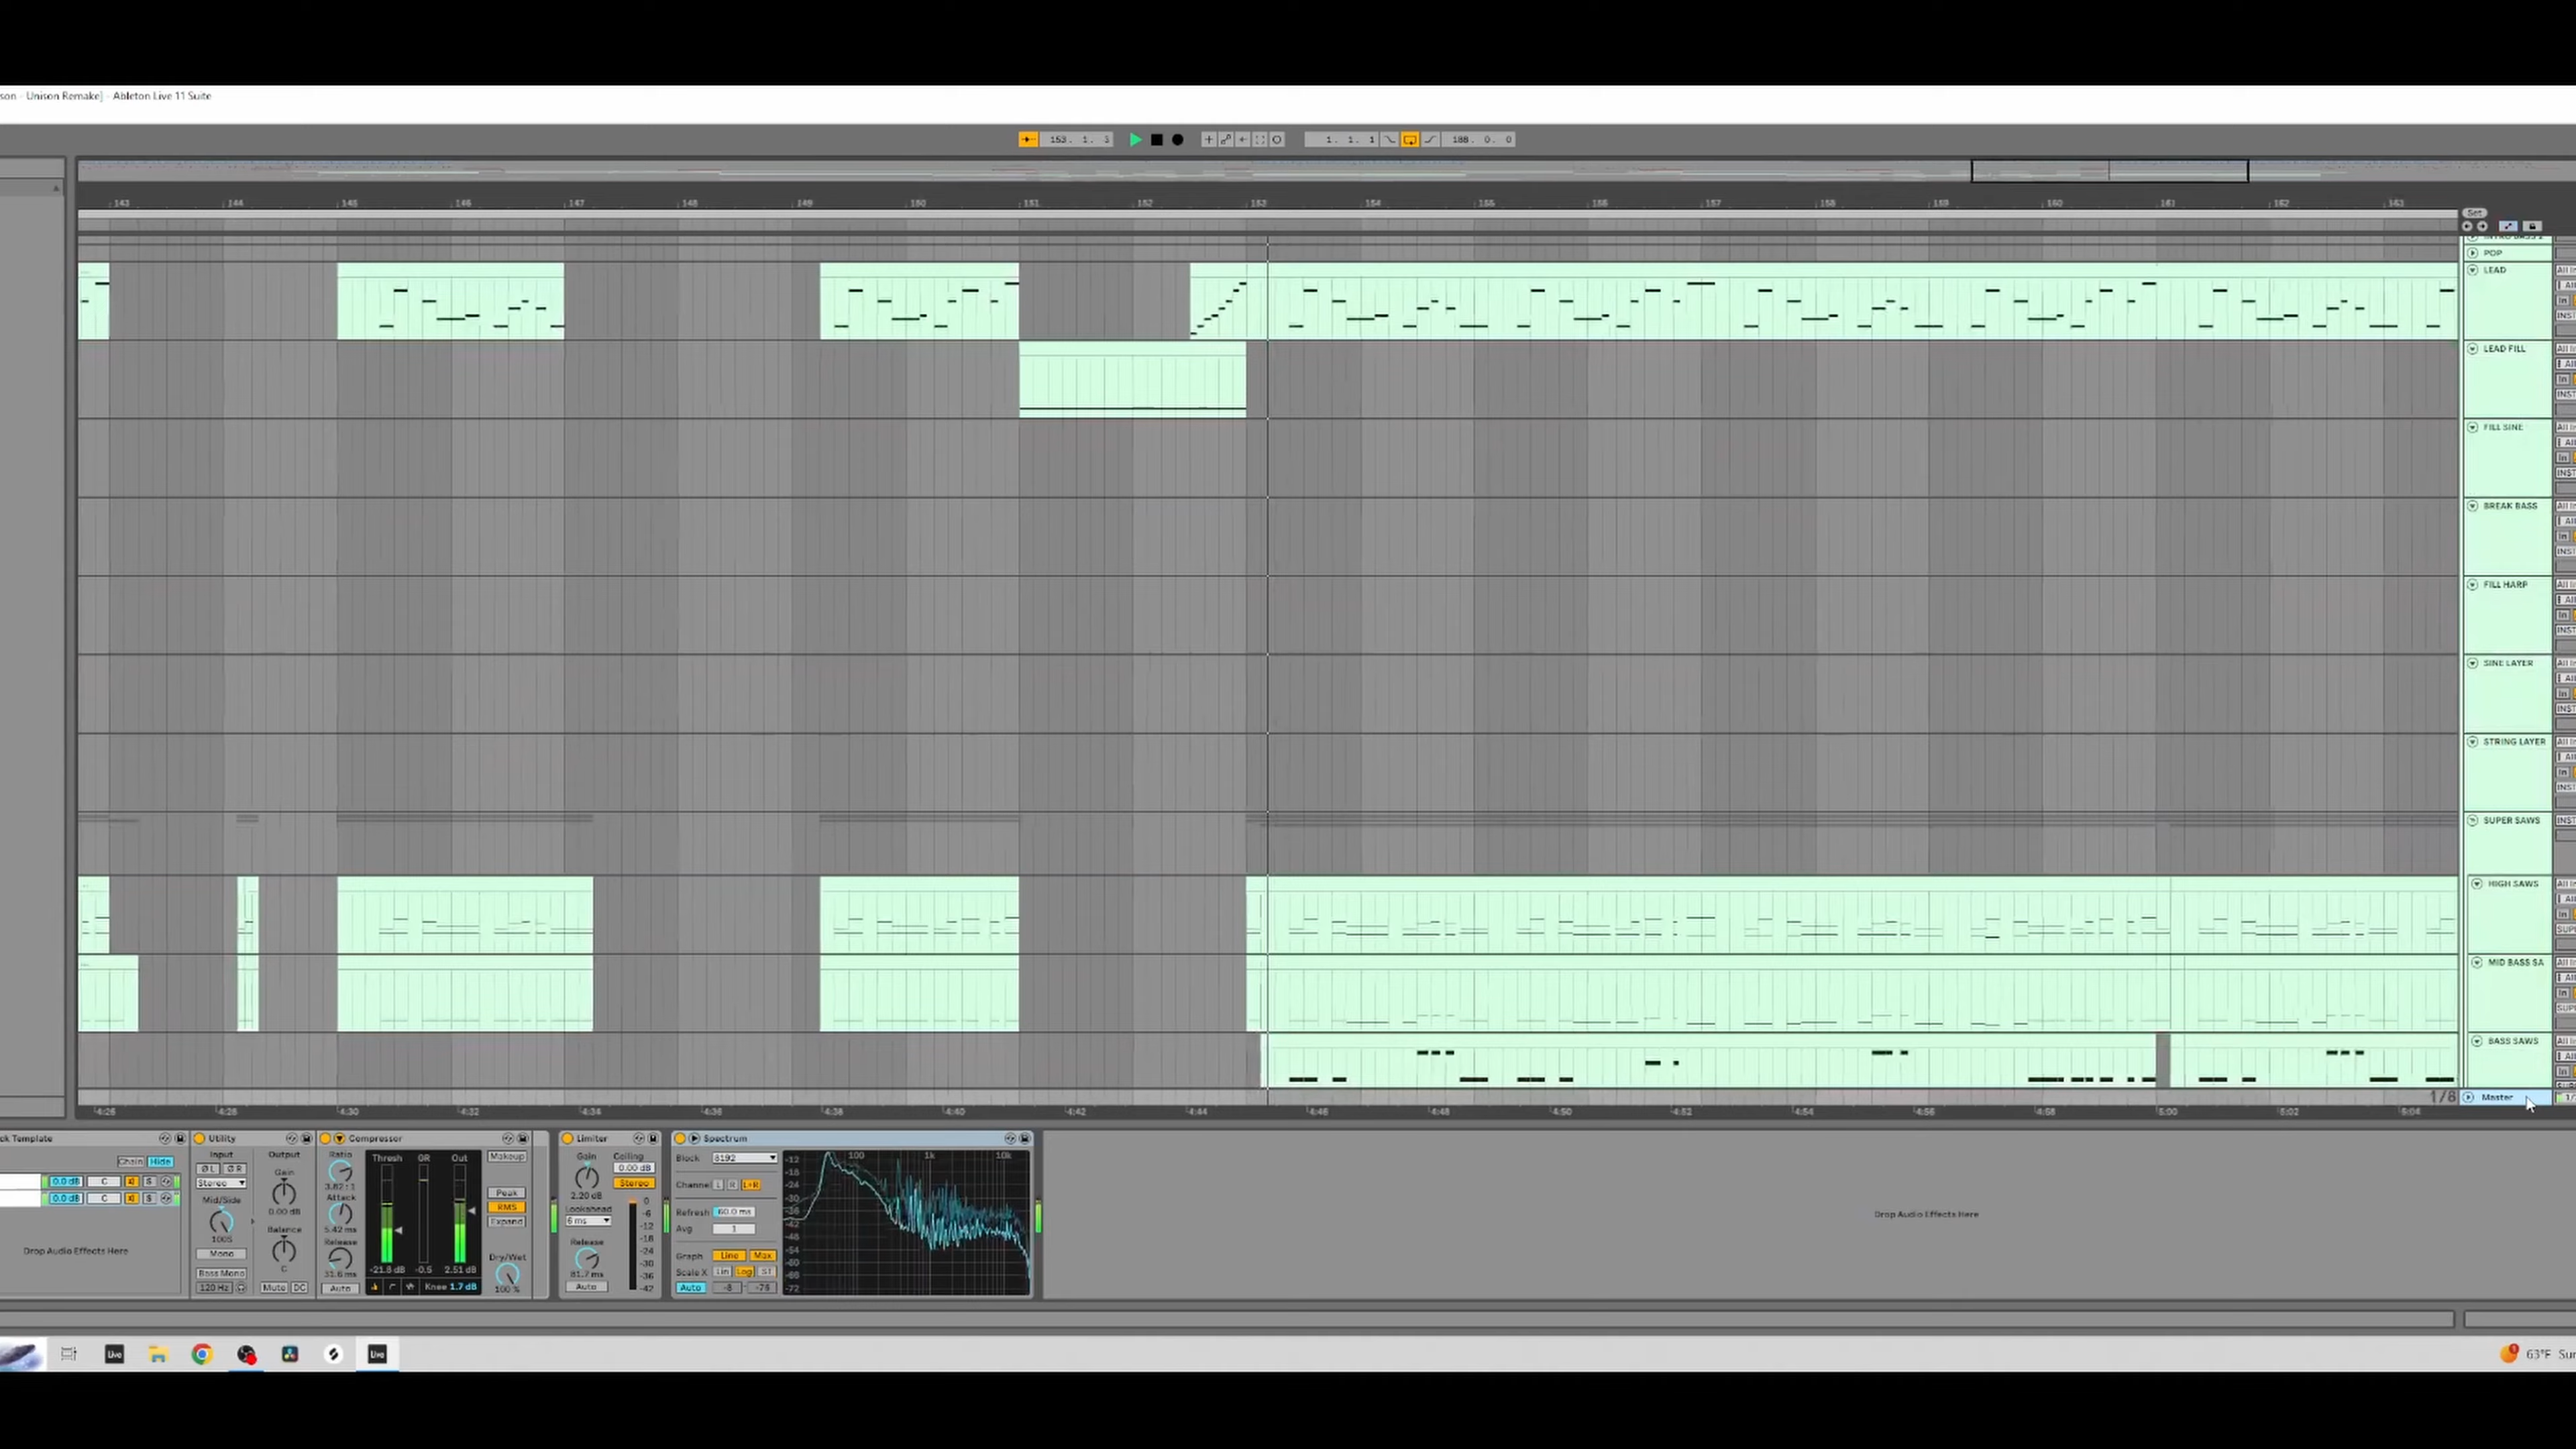 son - Unison Remake] - Ableton Live 11 Suite
153. 1. 3
1. 1. 1
188. 0. 0
143 144 145 146 147 148 149 150 151 152 153 154 155 156 157 158 159 160 161 162 163
Set
POP
LEAD
LEAD FILL
FILL SINE
BREAK BASS
FILL HARP
SINE LAYER
STRING LAYER
SUPER SAWS
HIGH SAWS
MID BASS SA
BASS SAWS
1/8
Master
4:26 4:28 4:30 4:32 4:34 4:36 4:38 4:40 4:42 4:44 4:46 4:48 4:50 4:52 4:54 4:56 4:58 5:00 5:02 5:04
ck Template
Chain Hide
0.0 dB C S
0.0 dB C S
Drop Audio Effects Here
Utility
Input
Output
Ø L Ø R
Stereo
Gain
0.00 dB
Mid/Side
100S
Balance
C
Mono
Bass Mono
120 Hz
Mute DC
Compressor
Ratio
3.82 : 1
Attack
5.42 ms
Release
31.6 ms
Auto
Thresh GR Out
-21.8 dB -0.5 2.51 dB
Knee 1.7 dB
Makeup
Peak
RMS
Expand
Dry/Wet
100 %
Limiter
Gain
2.20 dB
Ceiling
0.00 dB
Stereo
Lookahead
6 ms
Release
81.7 ms
Auto
0
-6
-12
-18
-24
-30
-36
-42
Spectrum
Block 8192
Channel L R L+R
Refresh 60.0 ms
Avg 1
Graph Line Max
Scale X Lin Log ST
Auto -8 -76
100 1k 10k
-12
-18
-24
-30
-36
-42
-48
-54
-60
-66
-72
Drop Audio Effects Here
Live
Live
63°F Sun